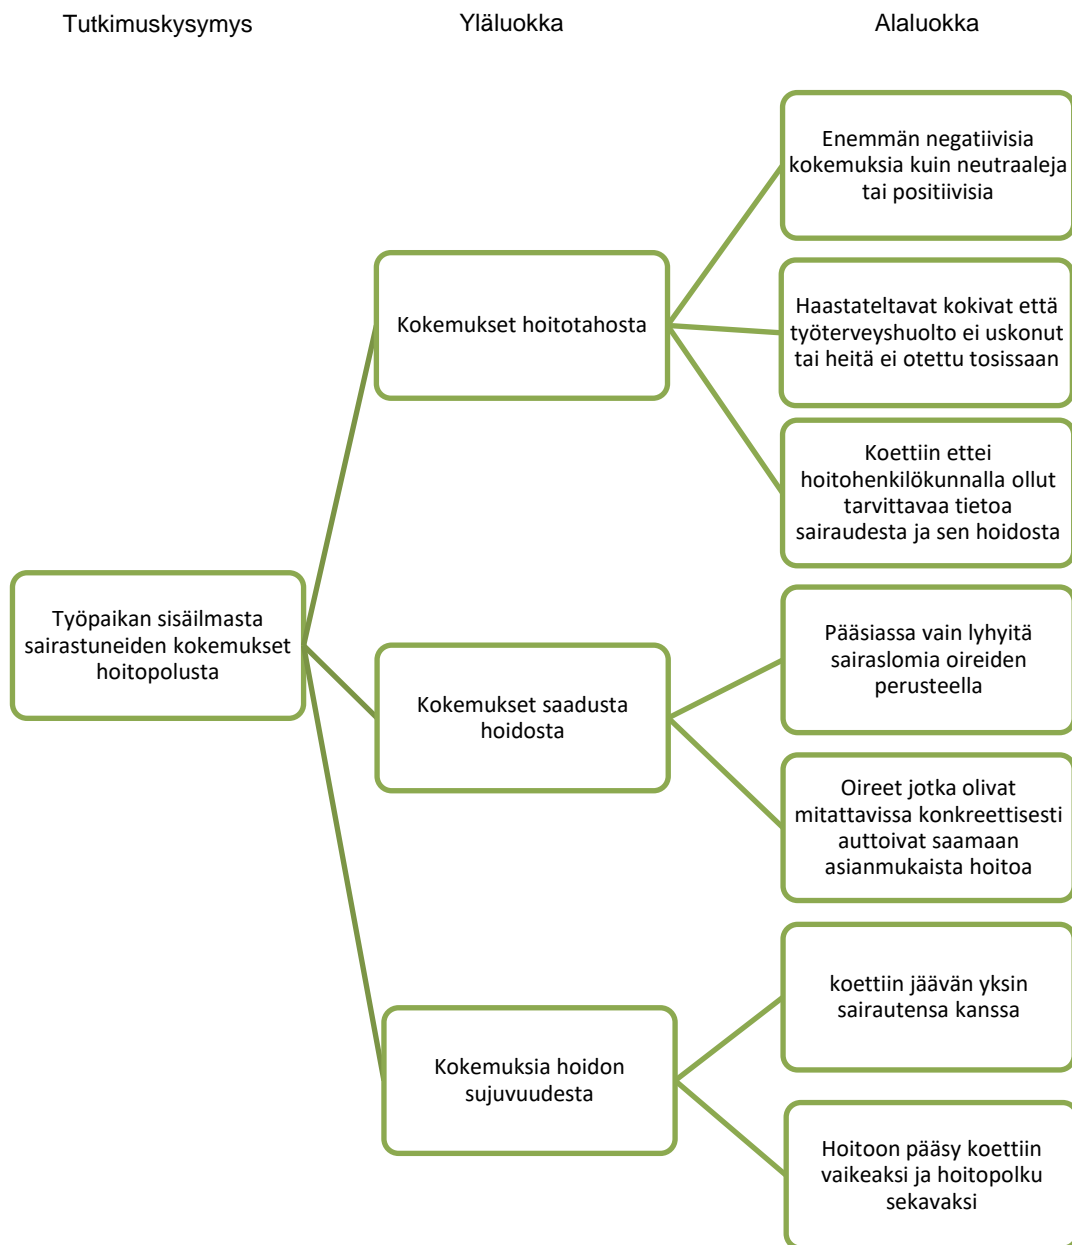 Tutkimuskysymys
Yläluokka
Alaluokka
Enemmän negatiivisia
kokemuksia kuin neutraaleja
tai positiivisia
Kokemukset hoitotahosta
Haastateltavat kokivat että
työterveyshuolto ei uskonut
tai heitä ei otettu tosissaan
Koettiin ettei
hoitohenkilökunnalla ollut
tarvittavaa tietoa
sairaudesta ja sen hoidosta
Työpaikan sisäilmasta
sairastuneiden kokemukset
hoitopolusta
Pääsiassa vain lyhyitä
sairaslomia oireiden
perusteella
Kokemukset saadusta
hoidosta
Oireet jotka olivat
mitattavissa konkreettisesti
auttoivat saamaan
asianmukaista hoitoa
koettiin jäävän yksin
sairautensa kanssa
Kokemuksia hoidon
sujuvuudesta
Hoitoon pääsy koettiin
vaikeaksi ja hoitopolku
sekavaksi